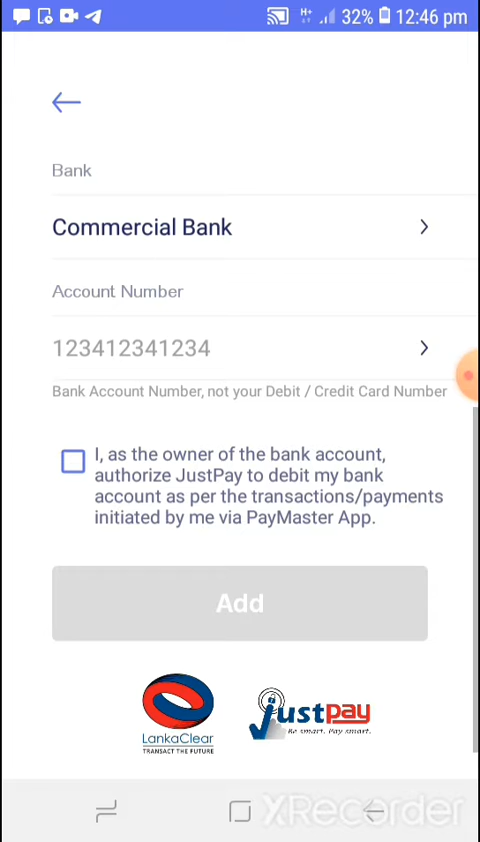 H+ 32% 12:46 pm
Bank
Commercial Bank
Account Number
123412341234
Bank Account Number, not your Debit / Credit Card Number
I, as the owner of the bank account,
authorize JustPay to debit my bank
account as per the transactions/payments
initiated by me via PayMaster App.
Add
LankaClear
TRANSACT THE FUTURE
justpay
Be smart. Pay smart.
XRecorder